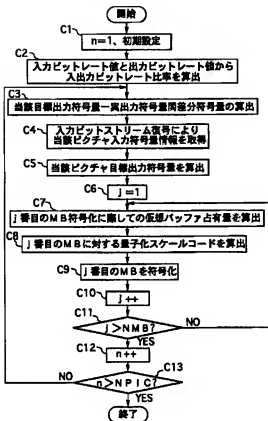 開始
C1
n=1、初期設定
C2
入力ビットレート値と出力ビットレート値から
入出力ビットレート比率を算出
C3
当該目標出力符号量ー実出力符号量間差分符号量の算出
C4
入力ビットストリーム復号により
当該ピクチャ入力符号量情報を取得
C5
当該ピクチャ目標出力符号量を算出
C6
j=1
C7
j番目のMB符号化に際しての仮想バッファ占有量を算出
C8
j番目のMBに対する量子化スケールコードを算出
C9
j番目のMBを符号化
C10
j++
C11
j>NMB?
NO
YES
C12
n++
C13
NO
n>NPIC?
YES
終了